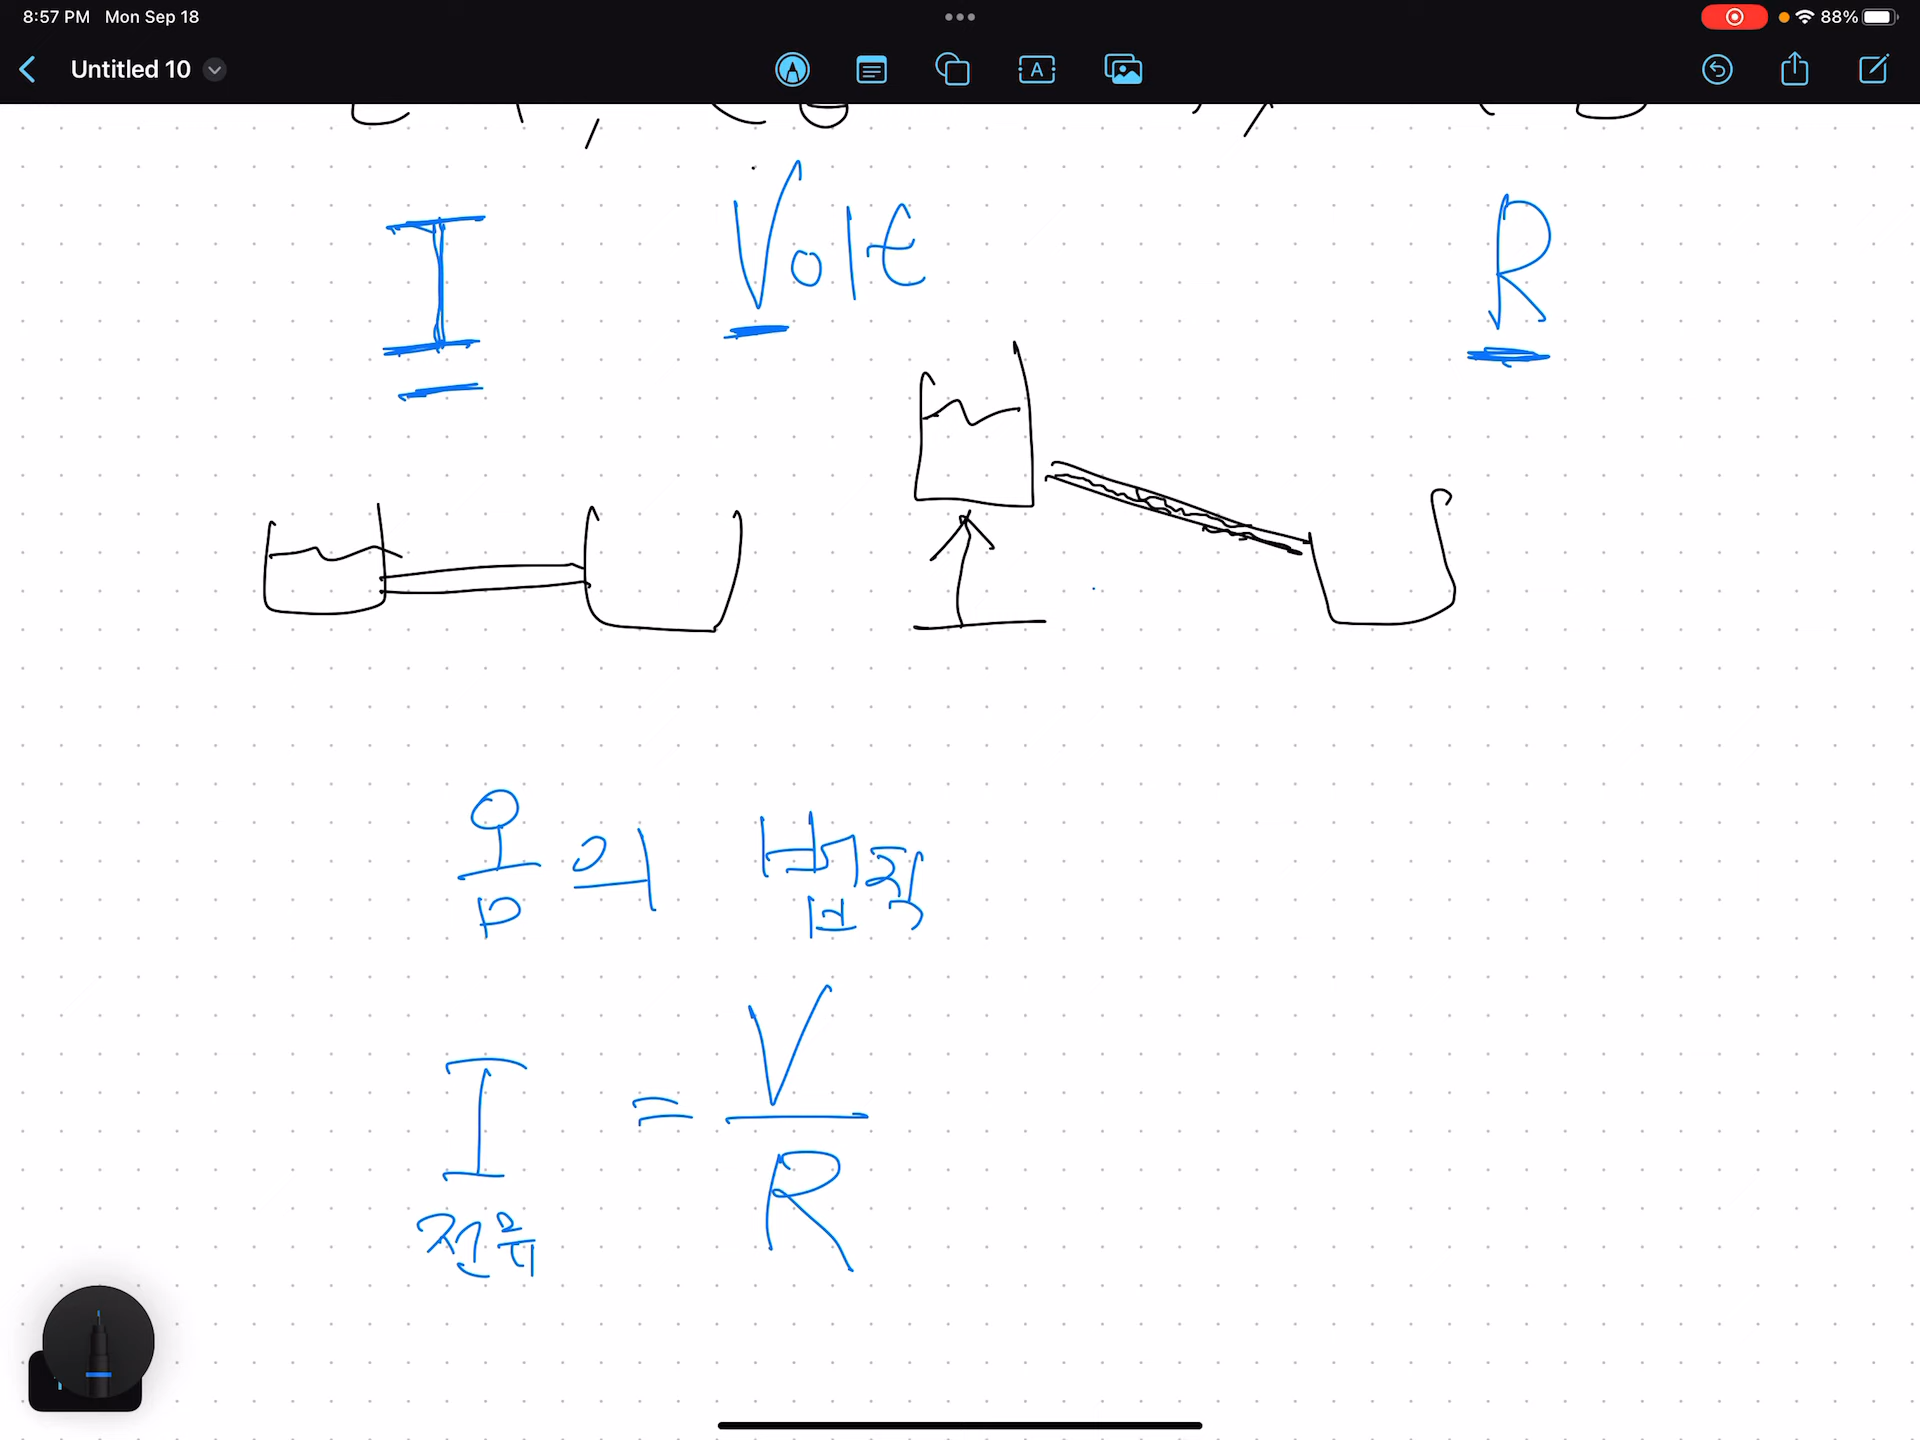 8:57 PM Mon Sep 18
88%
Untitled 10
I Volt R
옴의 법칙
I = V
R
전류